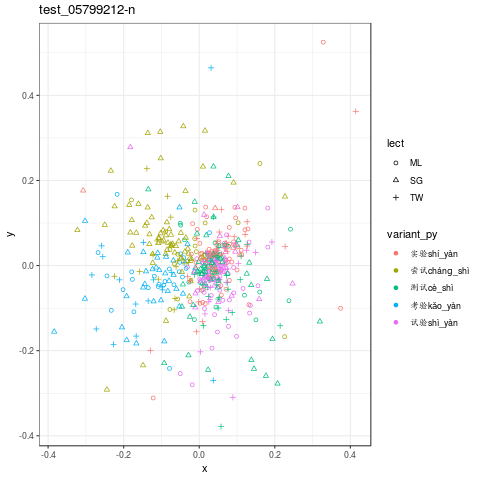 test_05799212-n
y
0.4
0.2
0.0
-0.2
-0.4
-0.4
-0.2
0.0
0.2
0.4
x
lect
ML
SG
TW
variant_py
实验shí_yàn
尝试cháng_shì
测试cè_shì
考验kǎo_yàn
试验shì_yàn